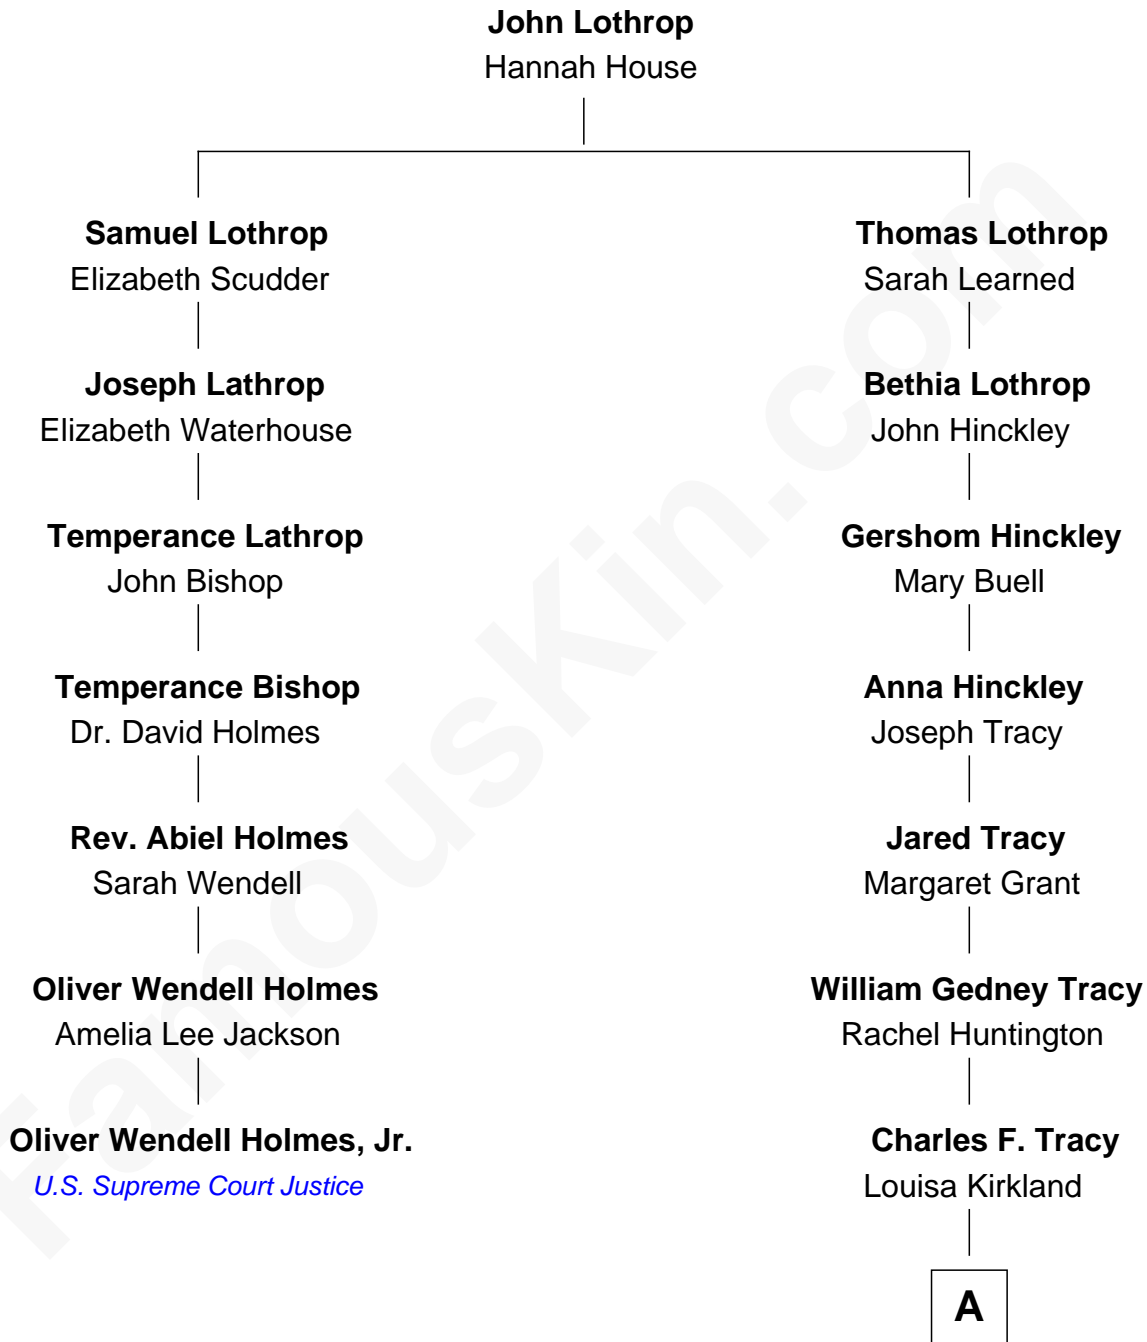 John Lothrop
Hannah House
Samuel Lothrop
Elizabeth Scudder
Joseph Lathrop
Elizabeth Waterhouse
Temperance Lathrop
John Bishop
Temperance Bishop
Dr. David Holmes
Rev. Abiel Holmes
Sarah Wendell
Oliver Wendell Holmes
Amelia Lee Jackson
Oliver Wendell Holmes, Jr.
U.S. Supreme Court Justice
Thomas Lothrop
Sarah Learned
Bethia Lothrop
John Hinckley
Gershom Hinckley
Mary Buell
Anna Hinckley
Joseph Tracy
Jared Tracy
Margaret Grant
William Gedney Tracy
Rachel Huntington
Charles F. Tracy
Louisa Kirkland
A
FamousKin.com